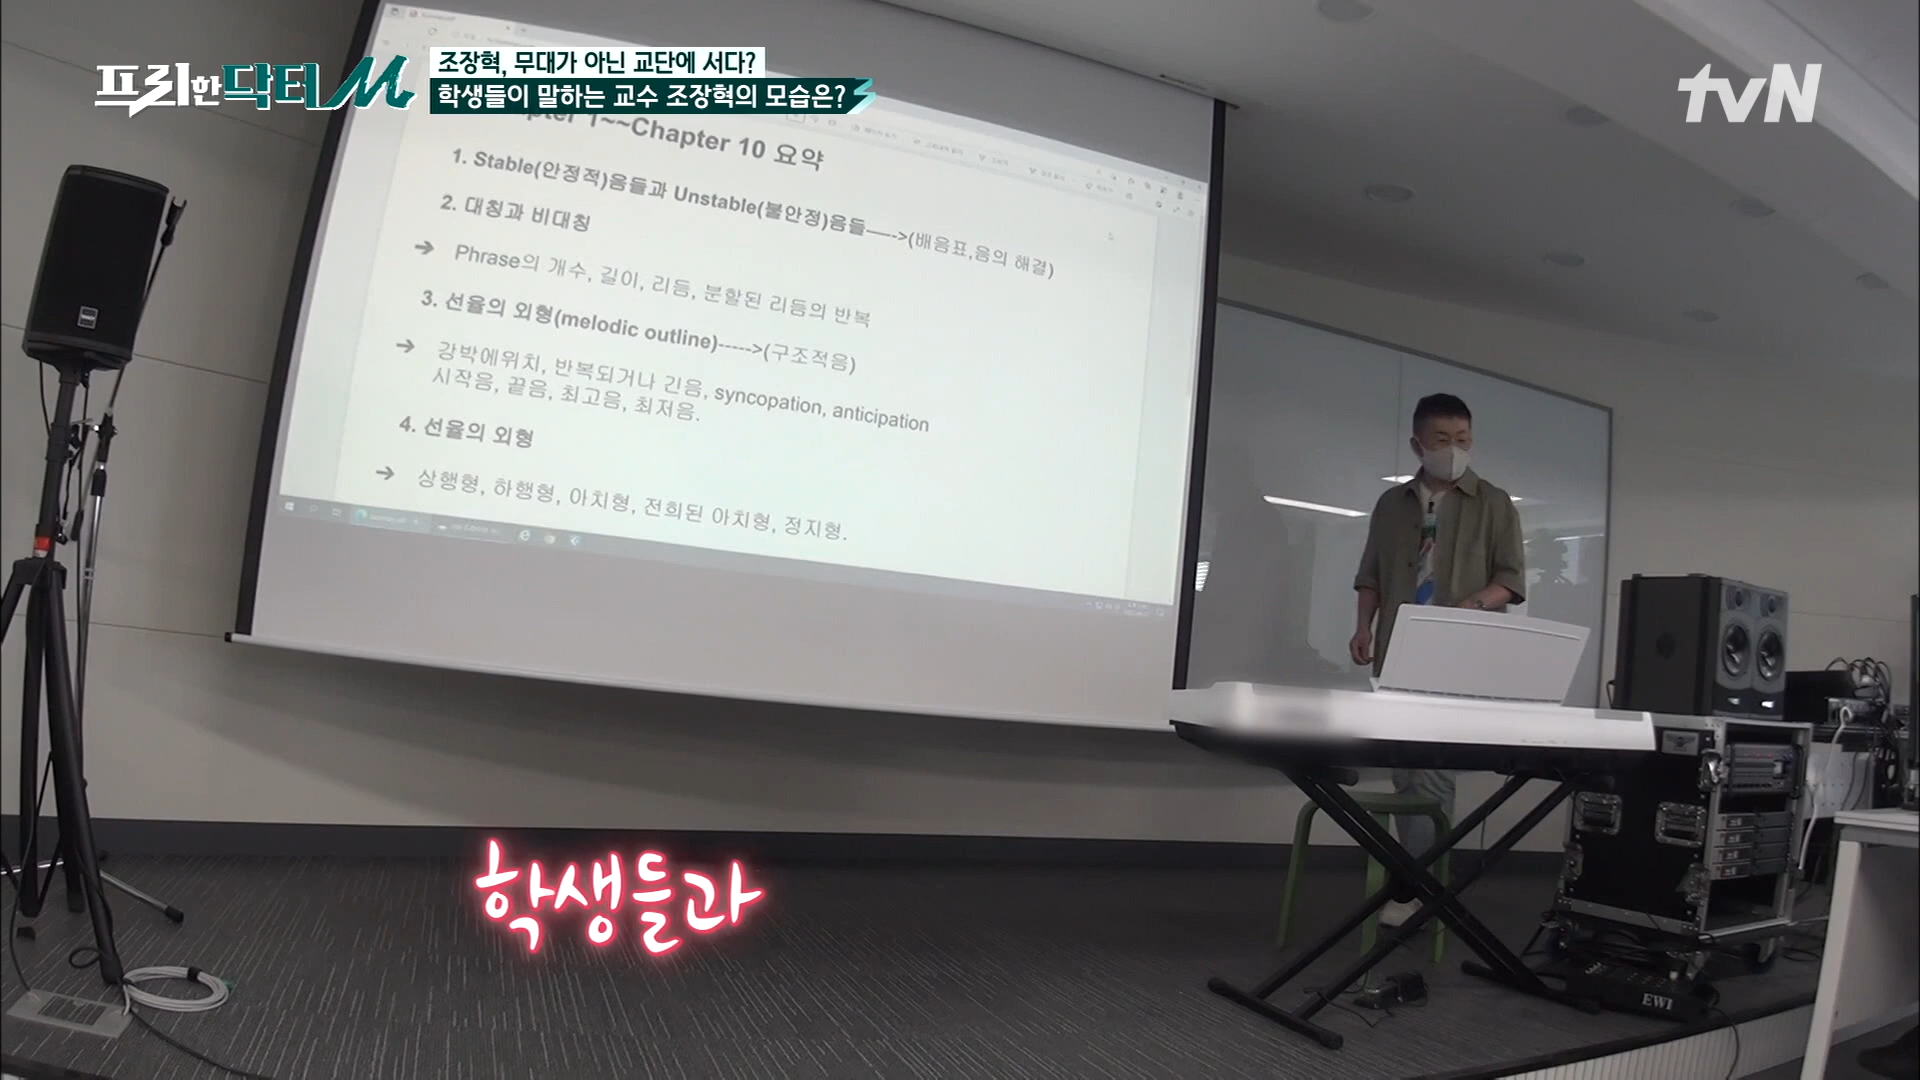 프리한닥터M
조장혁, 무대가 아닌 교단에 서다?
학생들이 말하는 교수 조장혁의 모습은?
tvN
1~~Chapter 10 요약
1. Stable(안정적)음들과 Unstable(불안정)음들---->(배음표,음의 해결)
2. 대칭과 비대칭
➔ Phrase의 개수, 길이, 리듬, 분할된 리듬의 반복
3. 선율의 외형(melodic outline)----->(구조적음)
➔ 강박에위치, 반복되거나 긴음, syncopation, anticipation
시작음, 끝음, 최고음, 최저음.
4. 선율의 외형
➔ 상행형, 하행형, 아치형, 전희된 아치형, 정지형.
학생들과
EWI